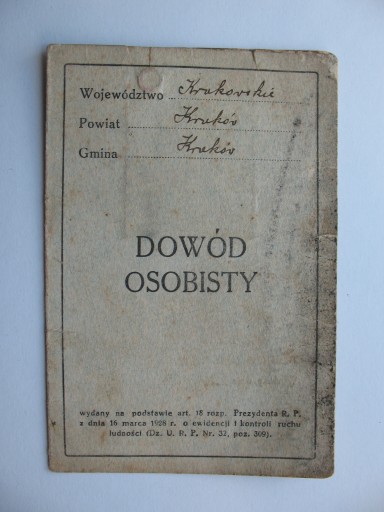 Województwo Krakowskie
Powiat Kraków
Gmina Kraków
DOWÓD
OSOBISTY
wydany na podstawie art. 18 rozp. Prezydenta R. P.
z dnia 16 marca 1928 r. o ewidencji i kontroli ruchu
ludności (Dz. U. R. P. Nr. 32, poz. 309).